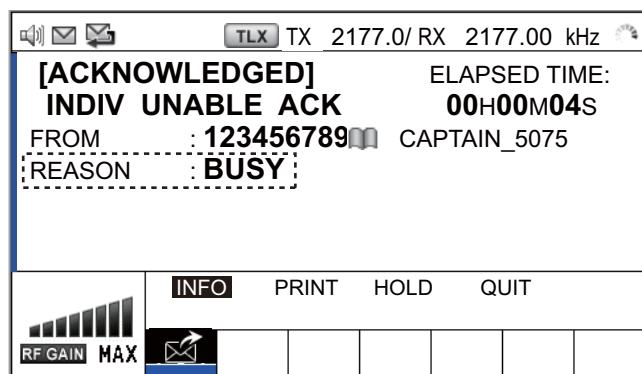 TLX TX 2177.0/ RX 2177.00 kHz
[ACKNOWLEDGED] ELAPSED TIME:
INDIV UNABLE ACK 00H00M04S
FROM : 123456789 CAPTAIN_5075
REASON : BUSY
INFO PRINT HOLD QUIT
RF GAIN MAX